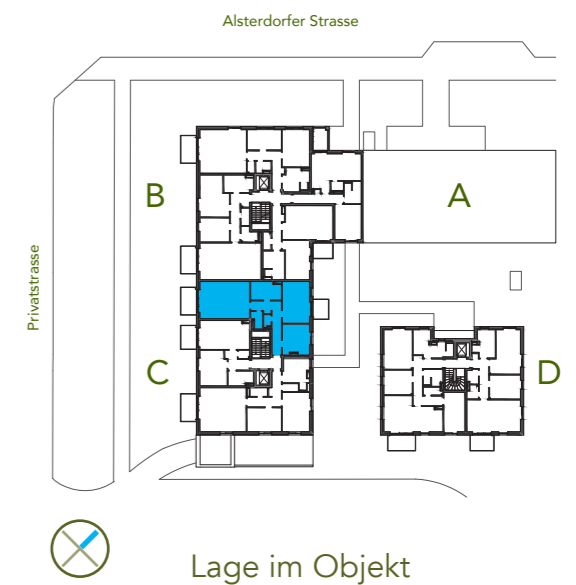 Alsterdorfer Strasse
B
A
Privatstrasse
C
D
Lage im Objekt